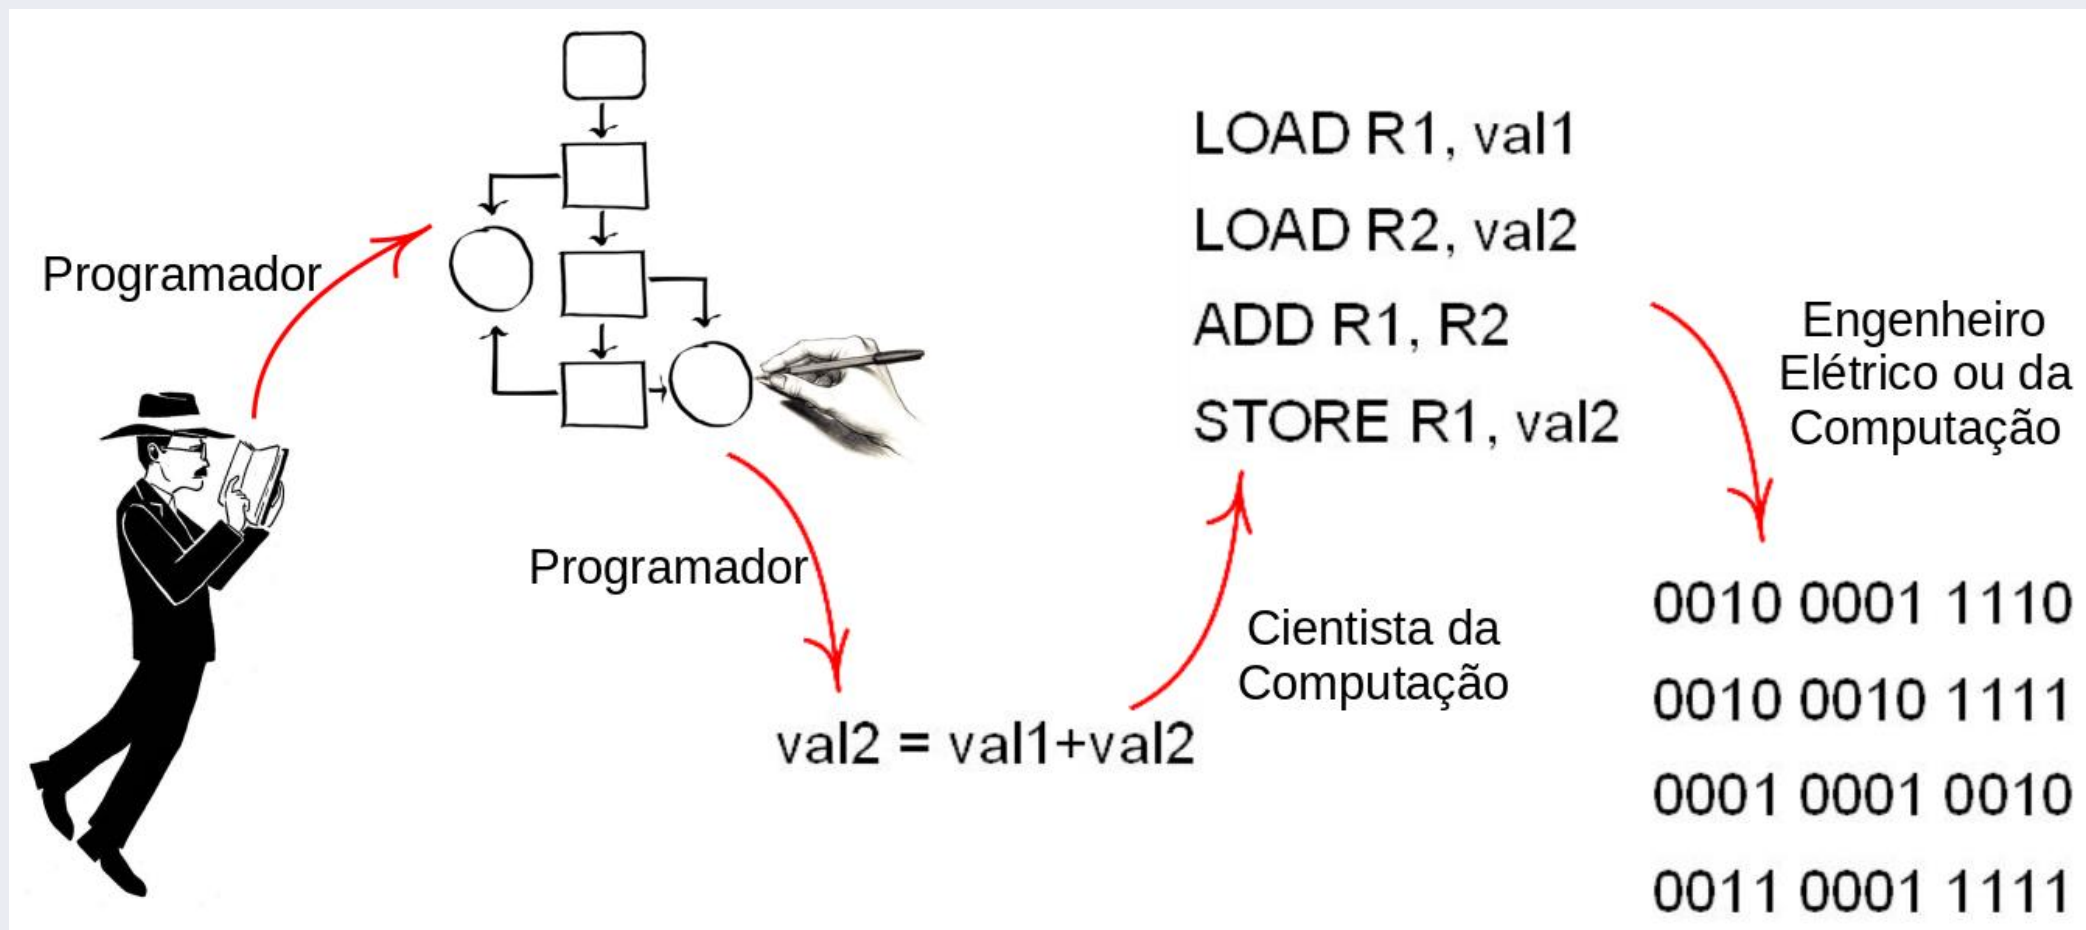 Programador
Programador
val2 = val1+val2
Cientista da
Computação
LOAD R1, val1
LOAD R2, val2
ADD R1, R2
STORE R1, val2
Engenheiro
Elétrico ou da
Computação
0010 0001 1110
0010 0010 1111
0001 0001 0010
0011 0001 1111